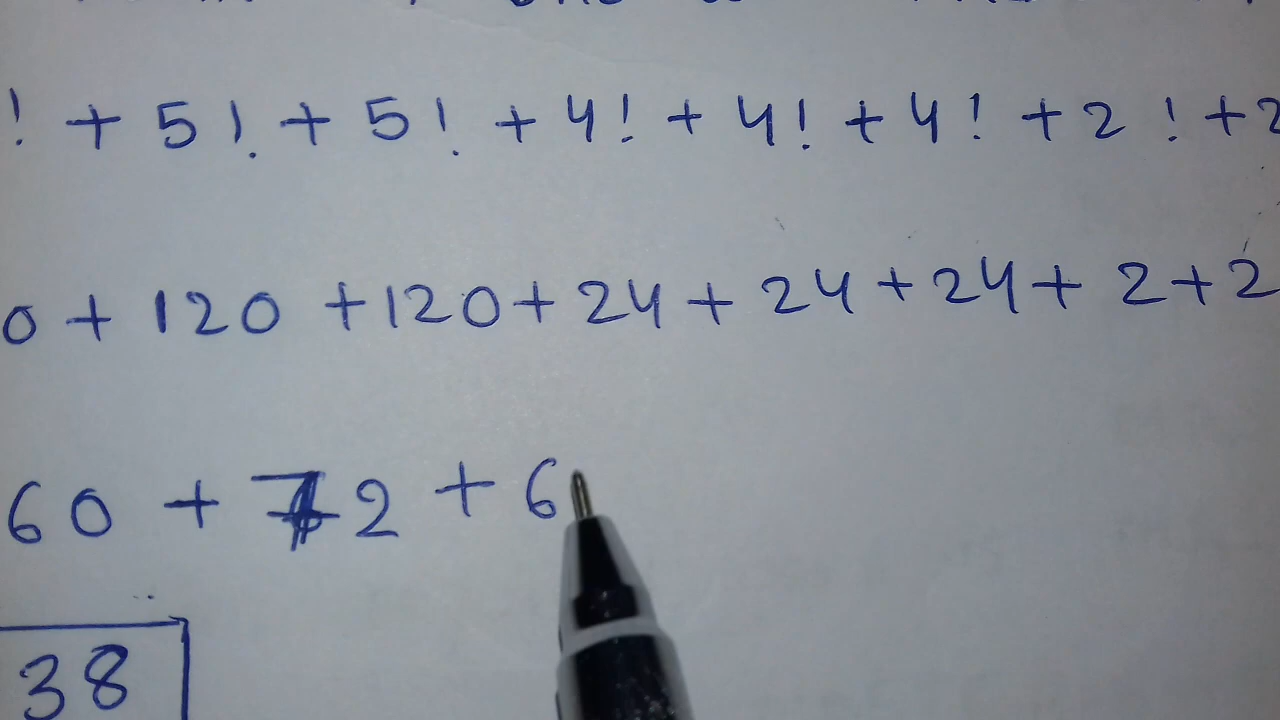 ! + 5! + 5! + 4! + 4! + 4! + 2! + 2
0 + 120 + 120 + 24 + 24 + 24 + 2 + 2
60 + 72 + 6
38